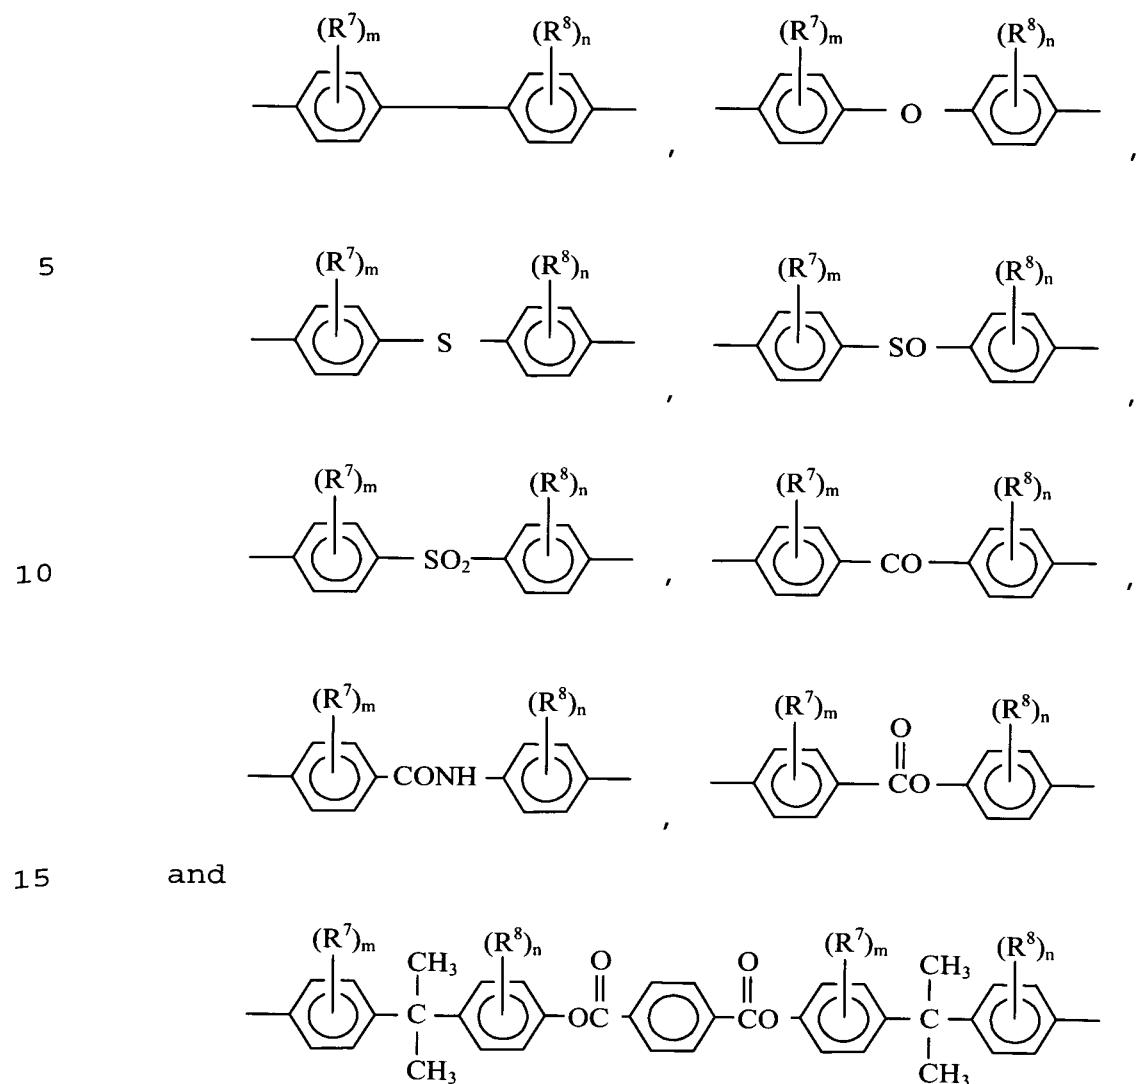 (R⁷)ₘ (R⁸)ₙ (R⁷)ₘ (R⁸)ₙ
O
, ,
5 (R⁷)ₘ (R⁸)ₙ (R⁷)ₘ (R⁸)ₙ
S SO
, ,
(R⁷)ₘ (R⁸)ₙ (R⁷)ₘ (R⁸)ₙ
10 SO₂ , CO ,
(R⁷)ₘ (R⁸)ₙ (R⁷)ₘ O (R⁸)ₙ
CONH CO
,
15 and
(R⁷)ₘ CH₃ (R⁸)ₙ O O (R⁷)ₘ CH₃ (R⁸)ₙ
C OC CO C
CH₃ CH₃